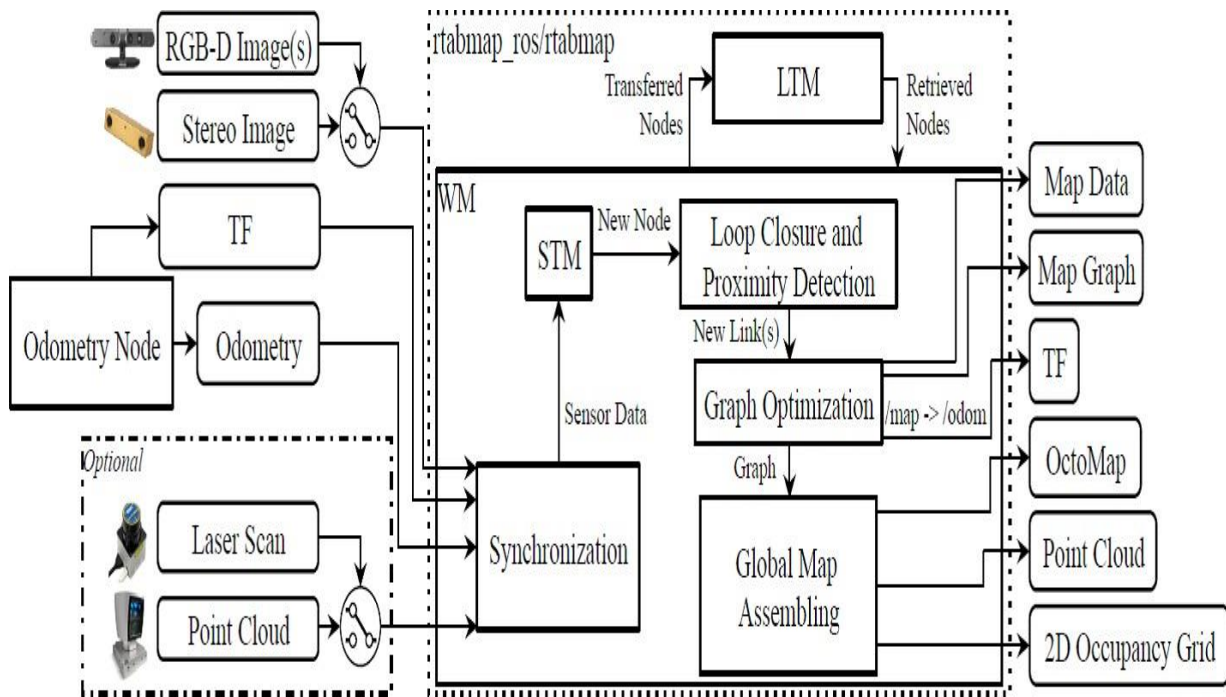 RGB-D Image(s)
Stereo Image
TF
Odometry Node
Odometry
Optional
Laser Scan
Point Cloud
rtabmap_ros/rtabmap
Transferred
Nodes
LTM
Retrieved
Nodes
WM
STM
New Node
Loop Closure and
Proximity Detection
New Link(s)
Graph Optimization
/map -> /odom
Sensor Data
Graph
Synchronization
Global Map
Assembling
Map Data
Map Graph
TF
OctoMap
Point Cloud
2D Occupancy Grid